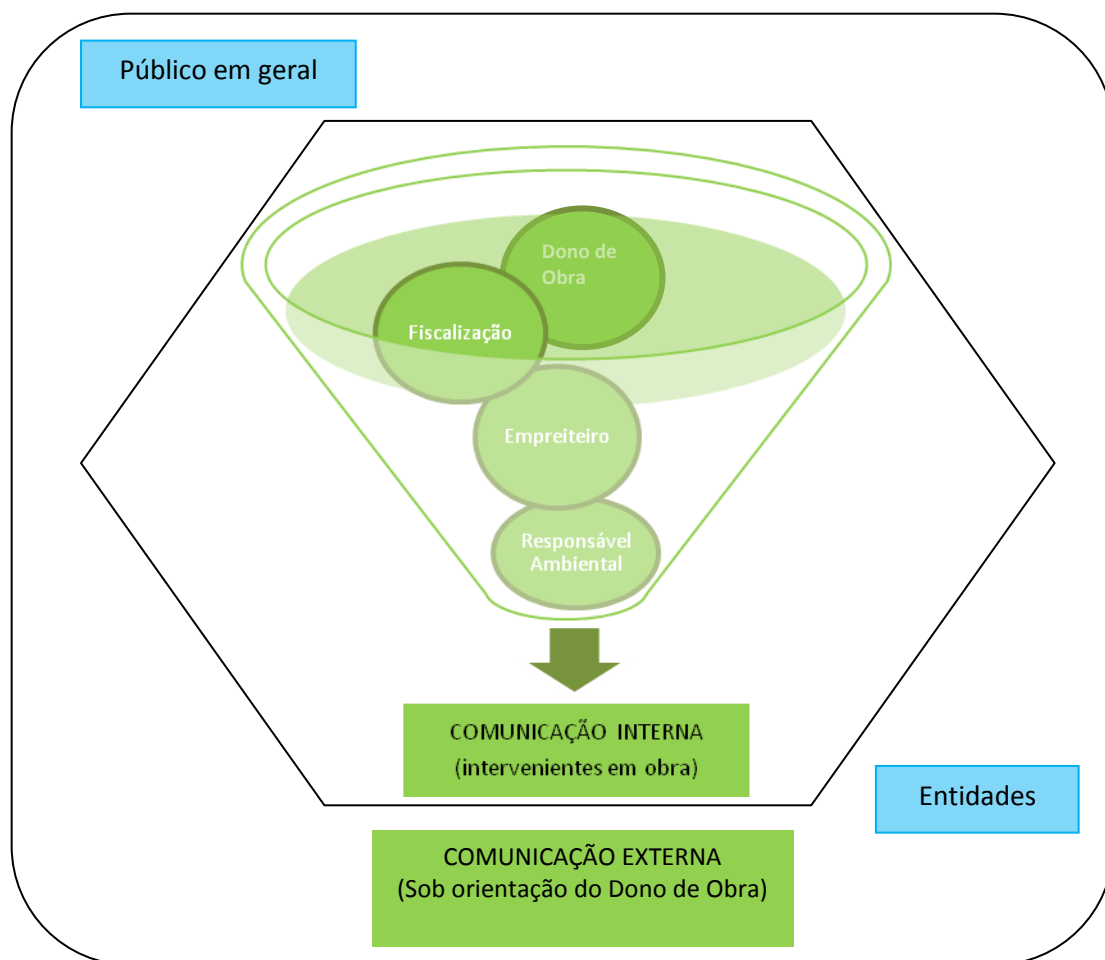 Público em geral
Dono de
Obra
Fiscalização
Empreiteiro
Responsável
Ambiental
COMUNICAÇÃO INTERNA
(intervenientes em obra)
Entidades
COMUNICAÇÃO EXTERNA
(Sob orientação do Dono de Obra)